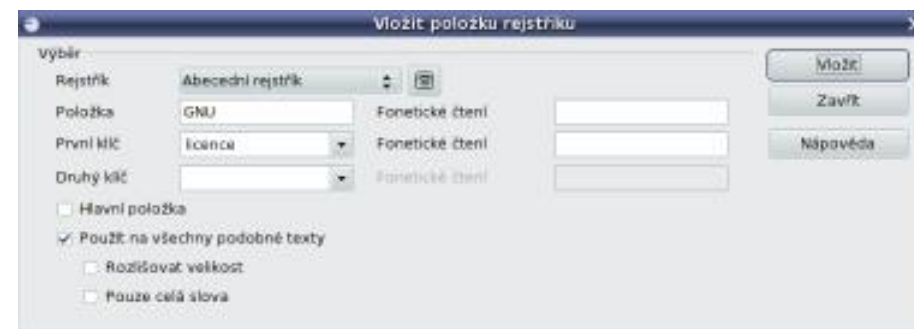 Vložit položku rejstříku
Výběr
Rejstřík Abecední rejstřík
Položka GNU Fonetické čtení
První klíč licence Fonetické čtení
Druhý klíč Fonetické čtení
Hlavní položka
Použít na všechny podobné texty
Rozlišovat velikost
Pouze celá slova
Vložit
Zavřít
Nápověda